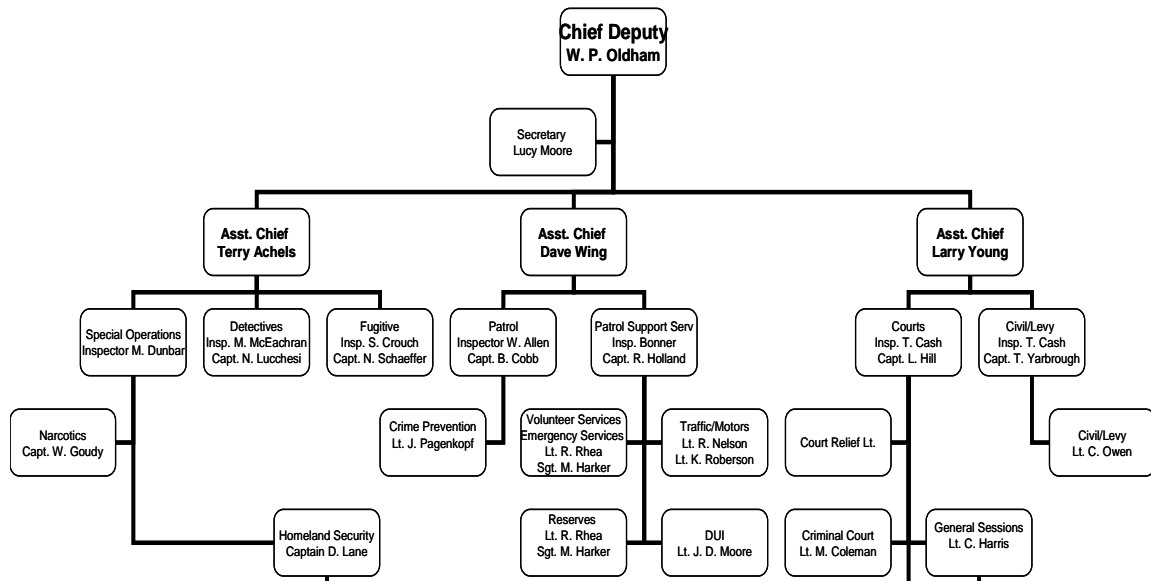 Chief Deputy
W. P. Oldham
Secretary
Lucy Moore
Asst. Chief
Terry Achels
Asst. Chief
Dave Wing
Asst. Chief
Larry Young
Special Operations
Inspector M. Dunbar
Detectives
Insp. M. McEachran
Capt. N. Lucchesi
Fugitive
Insp. S. Crouch
Capt. N. Schaeffer
Patrol
Inspector W. Allen
Capt. B. Cobb
Patrol Support Serv
Insp. Bonner
Capt. R. Holland
Courts
Insp. T. Cash
Capt. L. Hill
Civil/Levy
Insp. T. Cash
Capt. T. Yarbrough
Narcotics
Capt. W. Goudy
Crime Prevention
Lt. J. Pagenkopf
Volunteer Services
Emergency Services
Lt. R. Rhea
Sgt. M. Harker
Traffic/Motors
Lt. R. Nelson
Lt. K. Roberson
Court Relief Lt.
Civil/Levy
Lt. C. Owen
Homeland Security
Captain D. Lane
Reserves
Lt. R. Rhea
Sgt. M. Harker
DUI
Lt. J. D. Moore
Criminal Court
Lt. M. Coleman
General Sessions
Lt. C. Harris